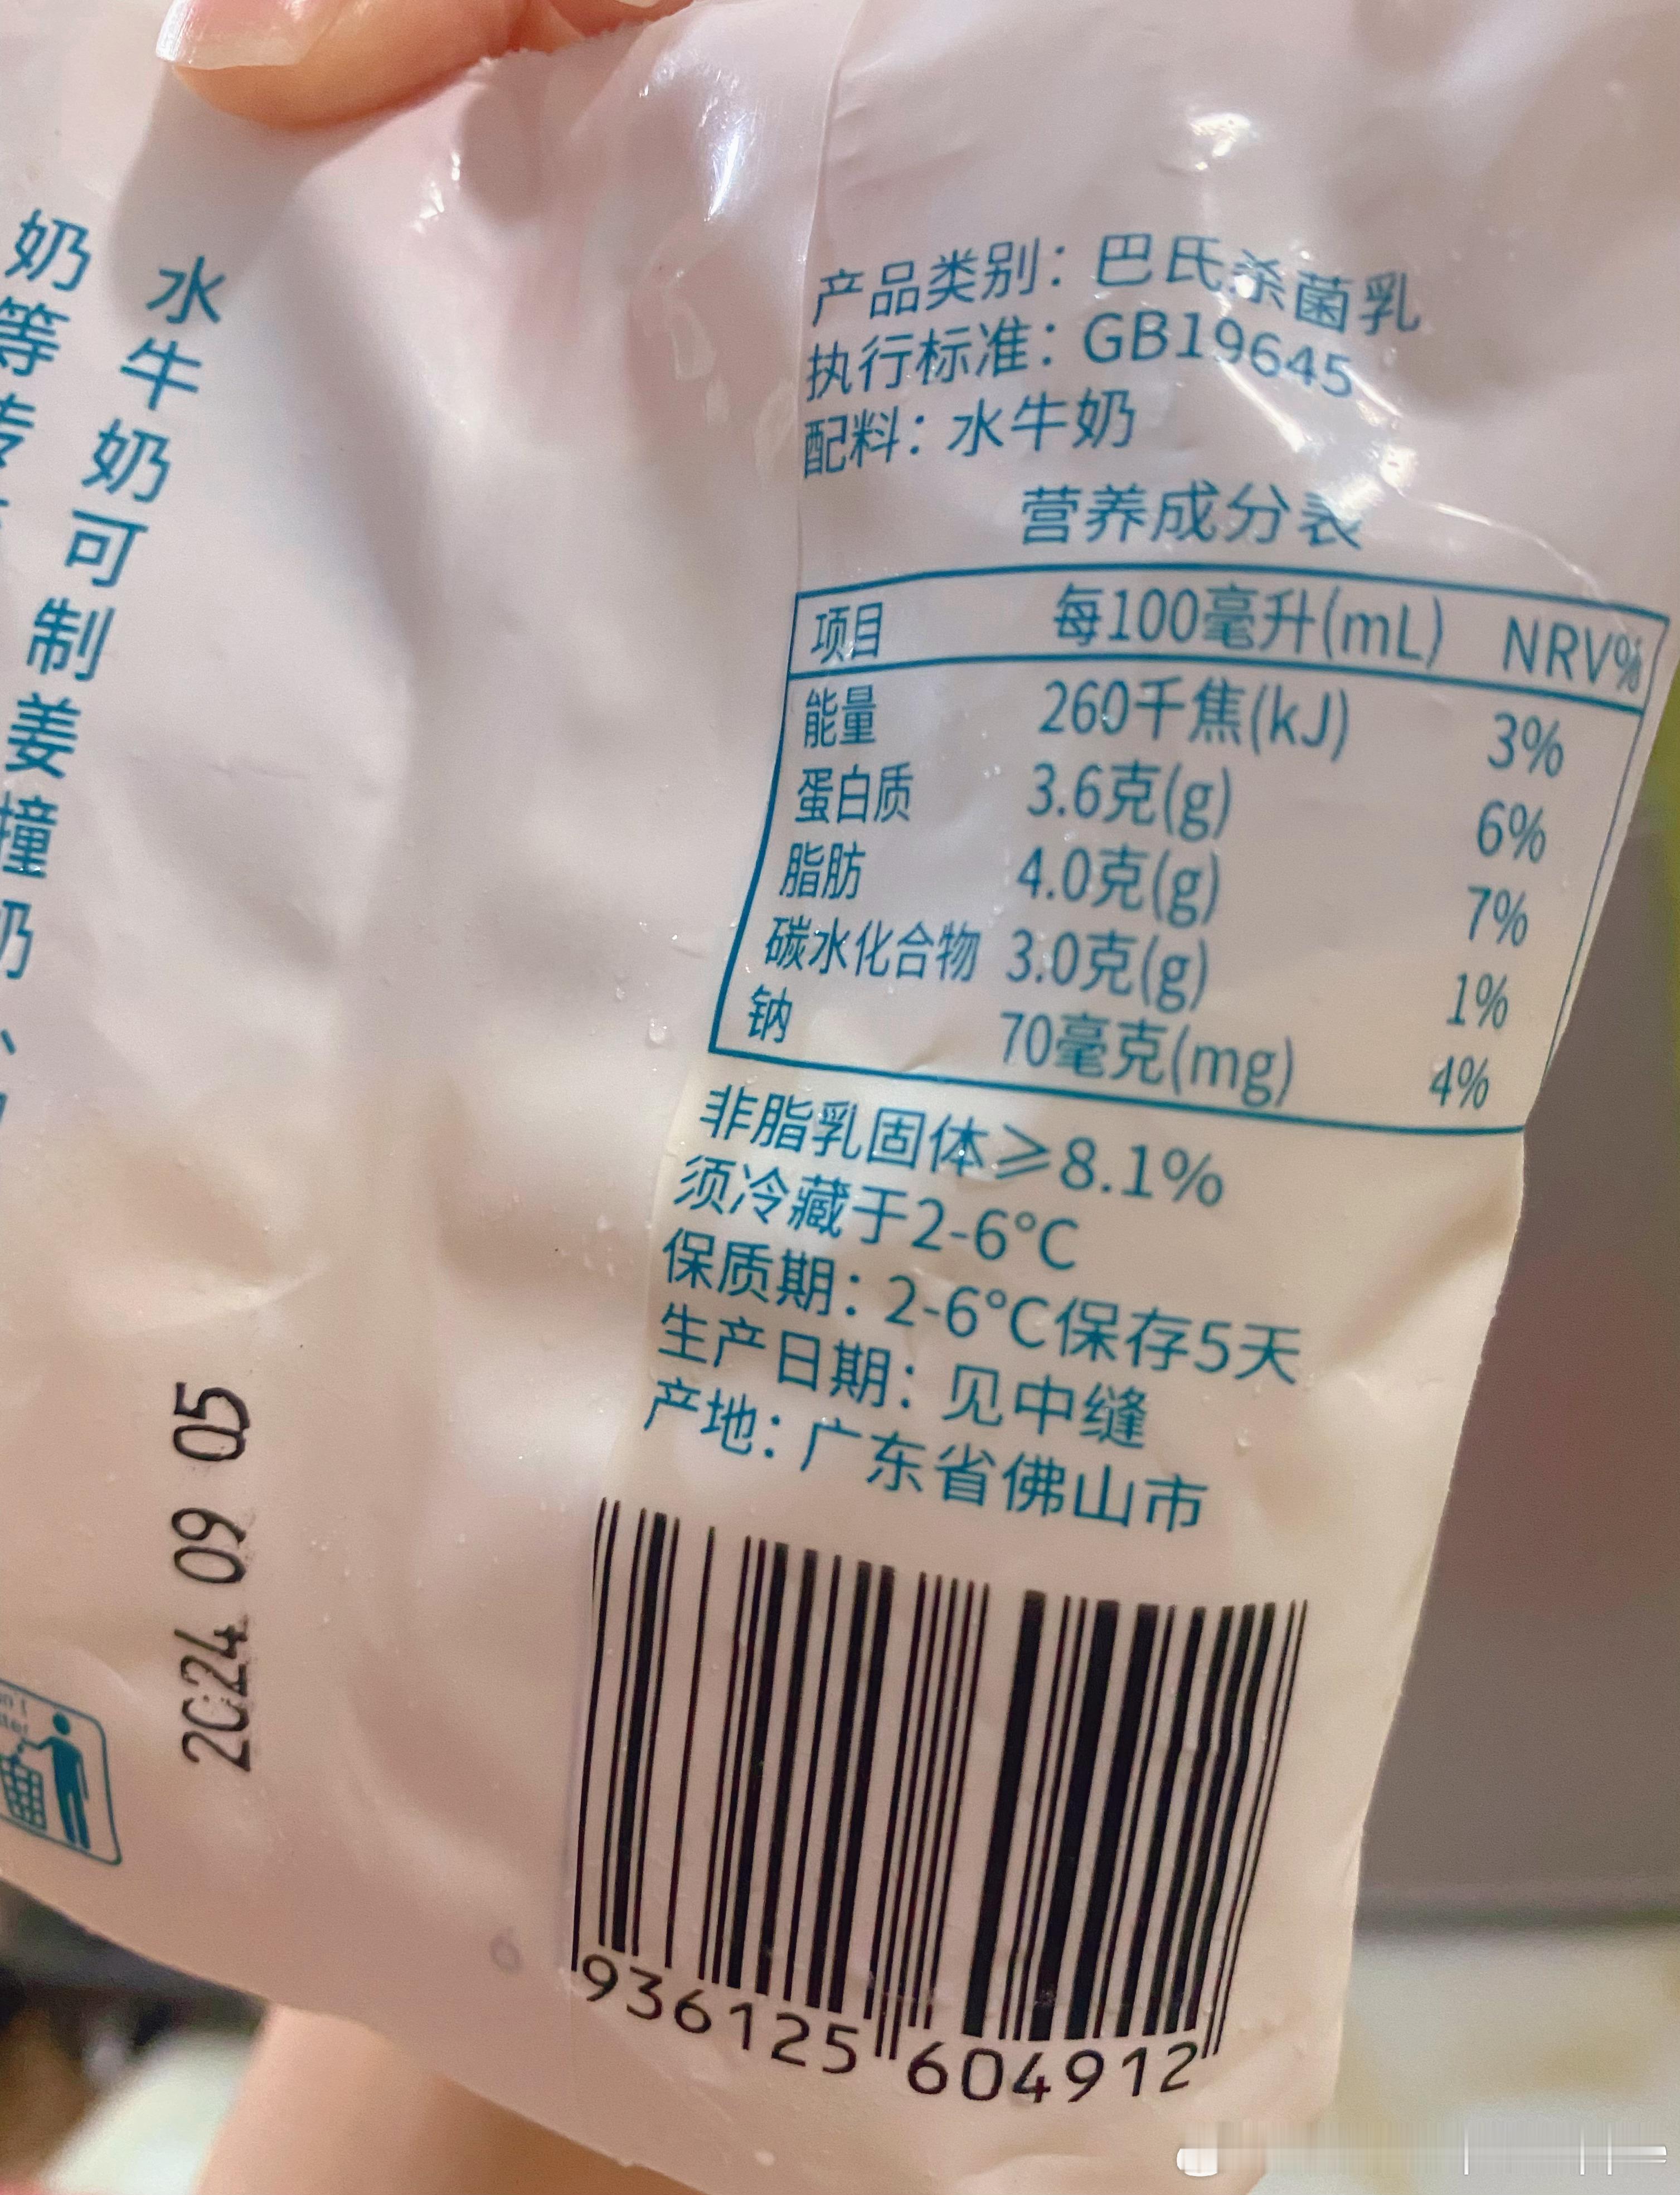 水牛奶可制姜撞奶、
奶等
产品类别：巴氏杀菌乳
执行标准：GB19645
配料：水牛奶
营养成分表
项目 每100毫升(mL) NRV%
能量 260千焦(kJ) 3%
蛋白质 3.6克(g) 6%
脂肪 4.0克(g) 7%
碳水化合物 3.0克(g) 1%
钠 70毫克(mg) 4%
非脂乳固体≥8.1%
须冷藏于2-6°C
保质期：2-6°C保存5天
生产日期：见中缝
产地：广东省佛山市
2024 09 05
6 936125 604912